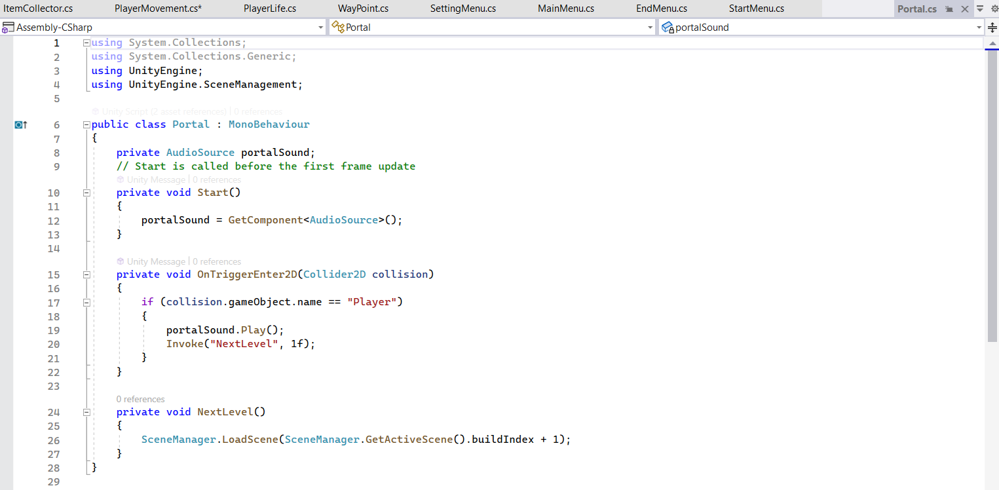 ItemCollector.cs PlayerMovement.cs* PlayerLife.cs WayPoint.cs SettingMenu.cs MainMenu.cs EndMenu.cs StartMenu.cs Portal.cs
Assembly-CSharp Portal portalSound
1 using System.Collections;
2 using System.Collections.Generic;
3 using UnityEngine;
4 using UnityEngine.SceneManagement;
5
Unity Script (2 asset references) | 0 references
6 public class Portal : MonoBehaviour
7 {
8 private AudioSource portalSound;
9 // Start is called before the first frame update
Unity Message | 0 references
10 private void Start()
11 {
12 portalSound = GetComponent<AudioSource>();
13 }
14
Unity Message | 0 references
15 private void OnTriggerEnter2D(Collider2D collision)
16 {
17 if (collision.gameObject.name == "Player")
18 {
19 portalSound.Play();
20 Invoke("NextLevel", 1f);
21 }
22 }
23
0 references
24 private void NextLevel()
25 {
26 SceneManager.LoadScene(SceneManager.GetActiveScene().buildIndex + 1);
27 }
28 }
29